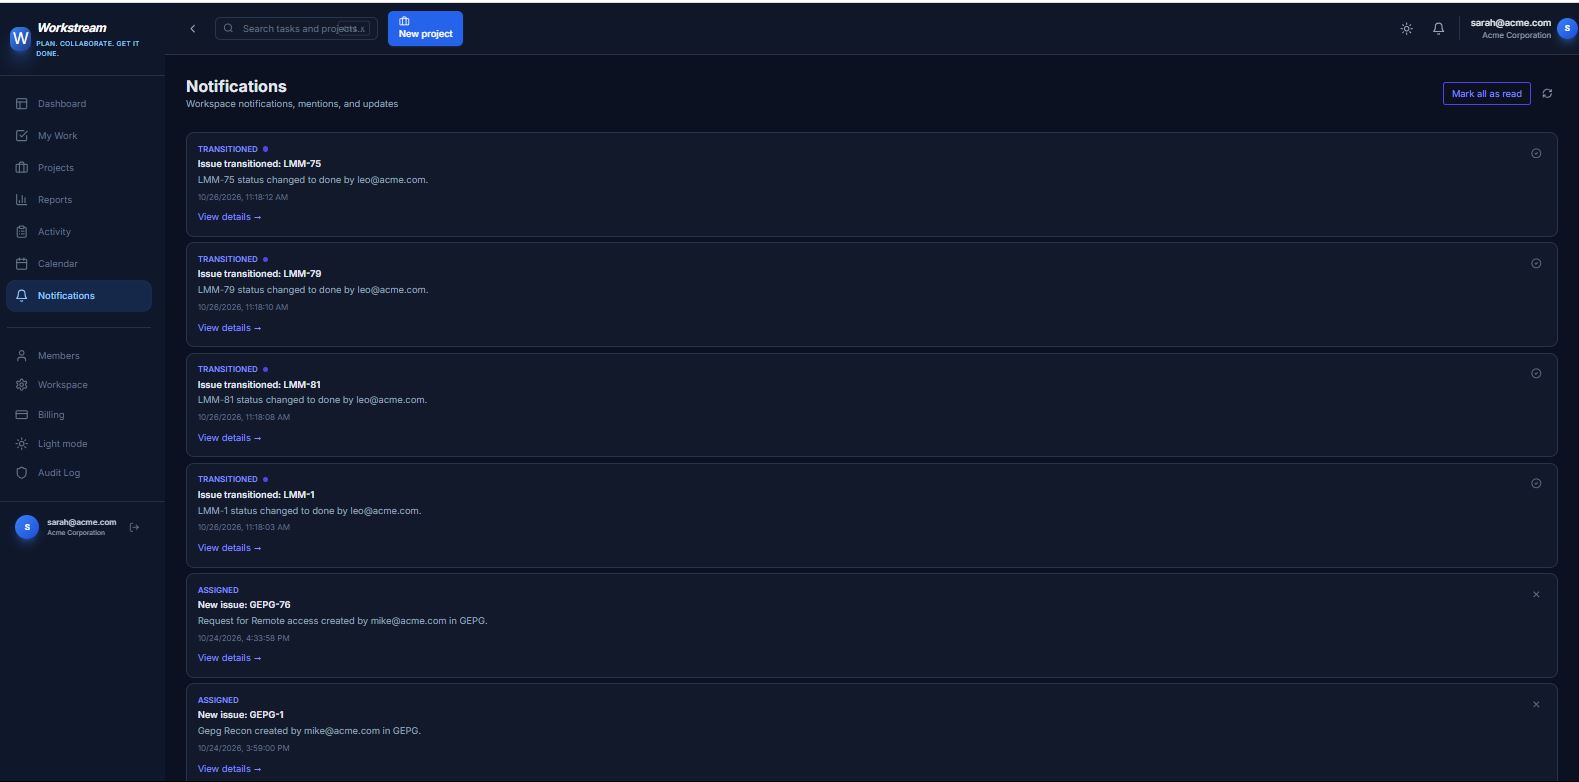 Workstream
PLAN. COLLABORATE. GET IT
DONE.
Search tasks and projects
New project
sarah@acme.com
Acme Corporation
S
Dashboard
My Work
Projects
Reports
Activity
Calendar
Notifications
Members
Workspace
Billing
Light mode
Audit Log
S
sarah@acme.com
Acme Corporation
Notifications
Workspace notifications, mentions, and updates
Mark all as read
TRANSITIONED
Issue transitioned: LMM-75
LMM-75 status changed to done by leo@acme.com.
10/26/2026, 11:18:12 AM
View details →
TRANSITIONED
Issue transitioned: LMM-79
LMM-79 status changed to done by leo@acme.com.
10/26/2026, 11:18:10 AM
View details →
TRANSITIONED
Issue transitioned: LMM-81
LMM-81 status changed to done by leo@acme.com.
10/26/2026, 11:18:08 AM
View details →
TRANSITIONED
Issue transitioned: LMM-1
LMM-1 status changed to done by leo@acme.com.
10/26/2026, 11:18:03 AM
View details →
ASSIGNED
New issue: GEPG-76
Request for Remote access created by mike@acme.com in GEPG.
10/24/2026, 4:33:58 PM
View details →
ASSIGNED
New issue: GEPG-1
Gepg Recon created by mike@acme.com in GEPG.
10/24/2026, 3:59:00 PM
View details →